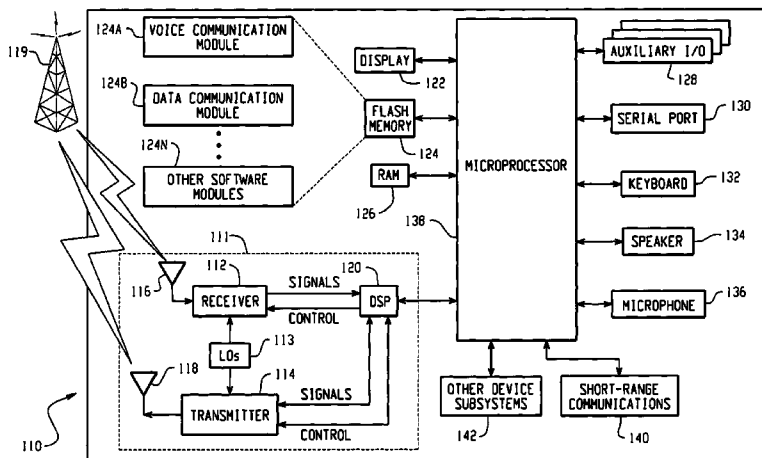 119
124A
VOICE COMMUNICATION
MODULE
124B
DATA COMMUNICATION
MODULE
124N
OTHER SOFTWARE
MODULES
DISPLAY
122
FLASH
MEMORY
124
RAM
126
MICROPROCESSOR
138
AUXILIARY I/O
128
SERIAL PORT
130
KEYBOARD
132
SPEAKER
134
MICROPHONE
136
111
116
112
RECEIVER
SIGNALS
CONTROL
120
DSP
LOs
113
118
114
TRANSMITTER
SIGNALS
CONTROL
110
OTHER DEVICE
SUBSYSTEMS
142
SHORT-RANGE
COMMUNICATIONS
140